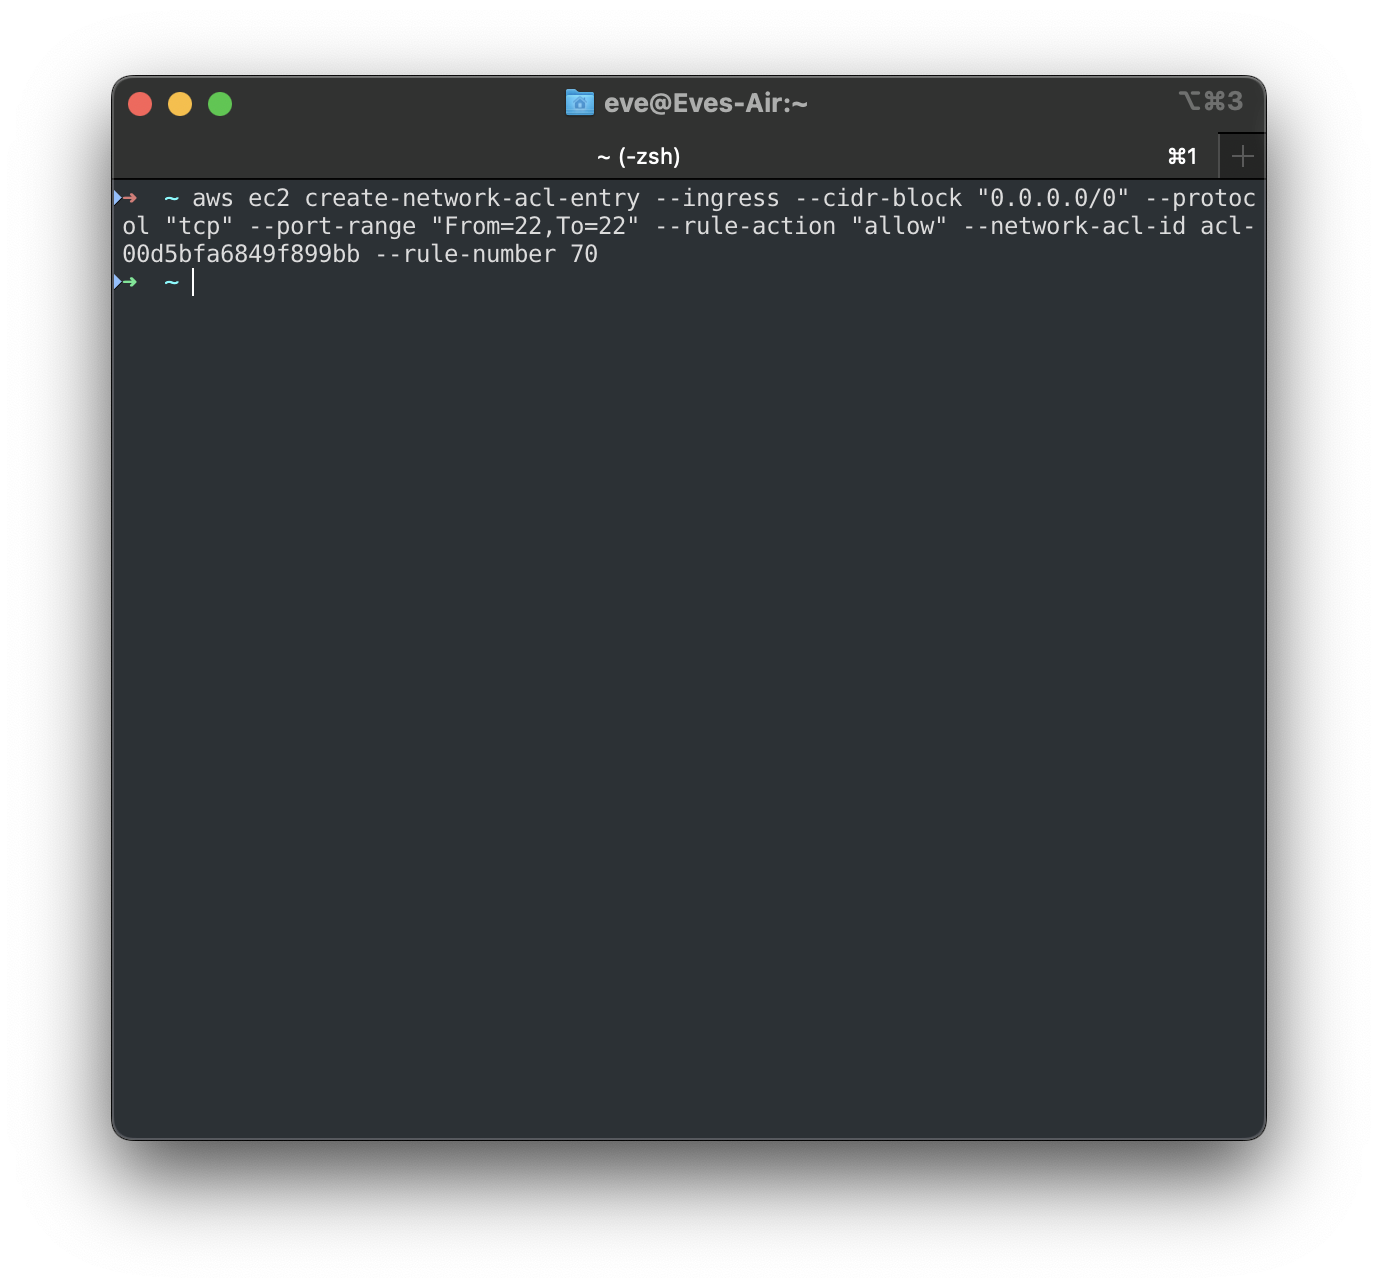 eve@Eves-Air:~
⌥⌘3
~ (-zsh)
⌘1
➜ ~ aws ec2 create-network-acl-entry --ingress --cidr-block "0.0.0.0/0" --protoc
ol "tcp" --port-range "From=22,To=22" --rule-action "allow" --network-acl-id acl-
00d5bfa6849f899bb --rule-number 70
➜ ~